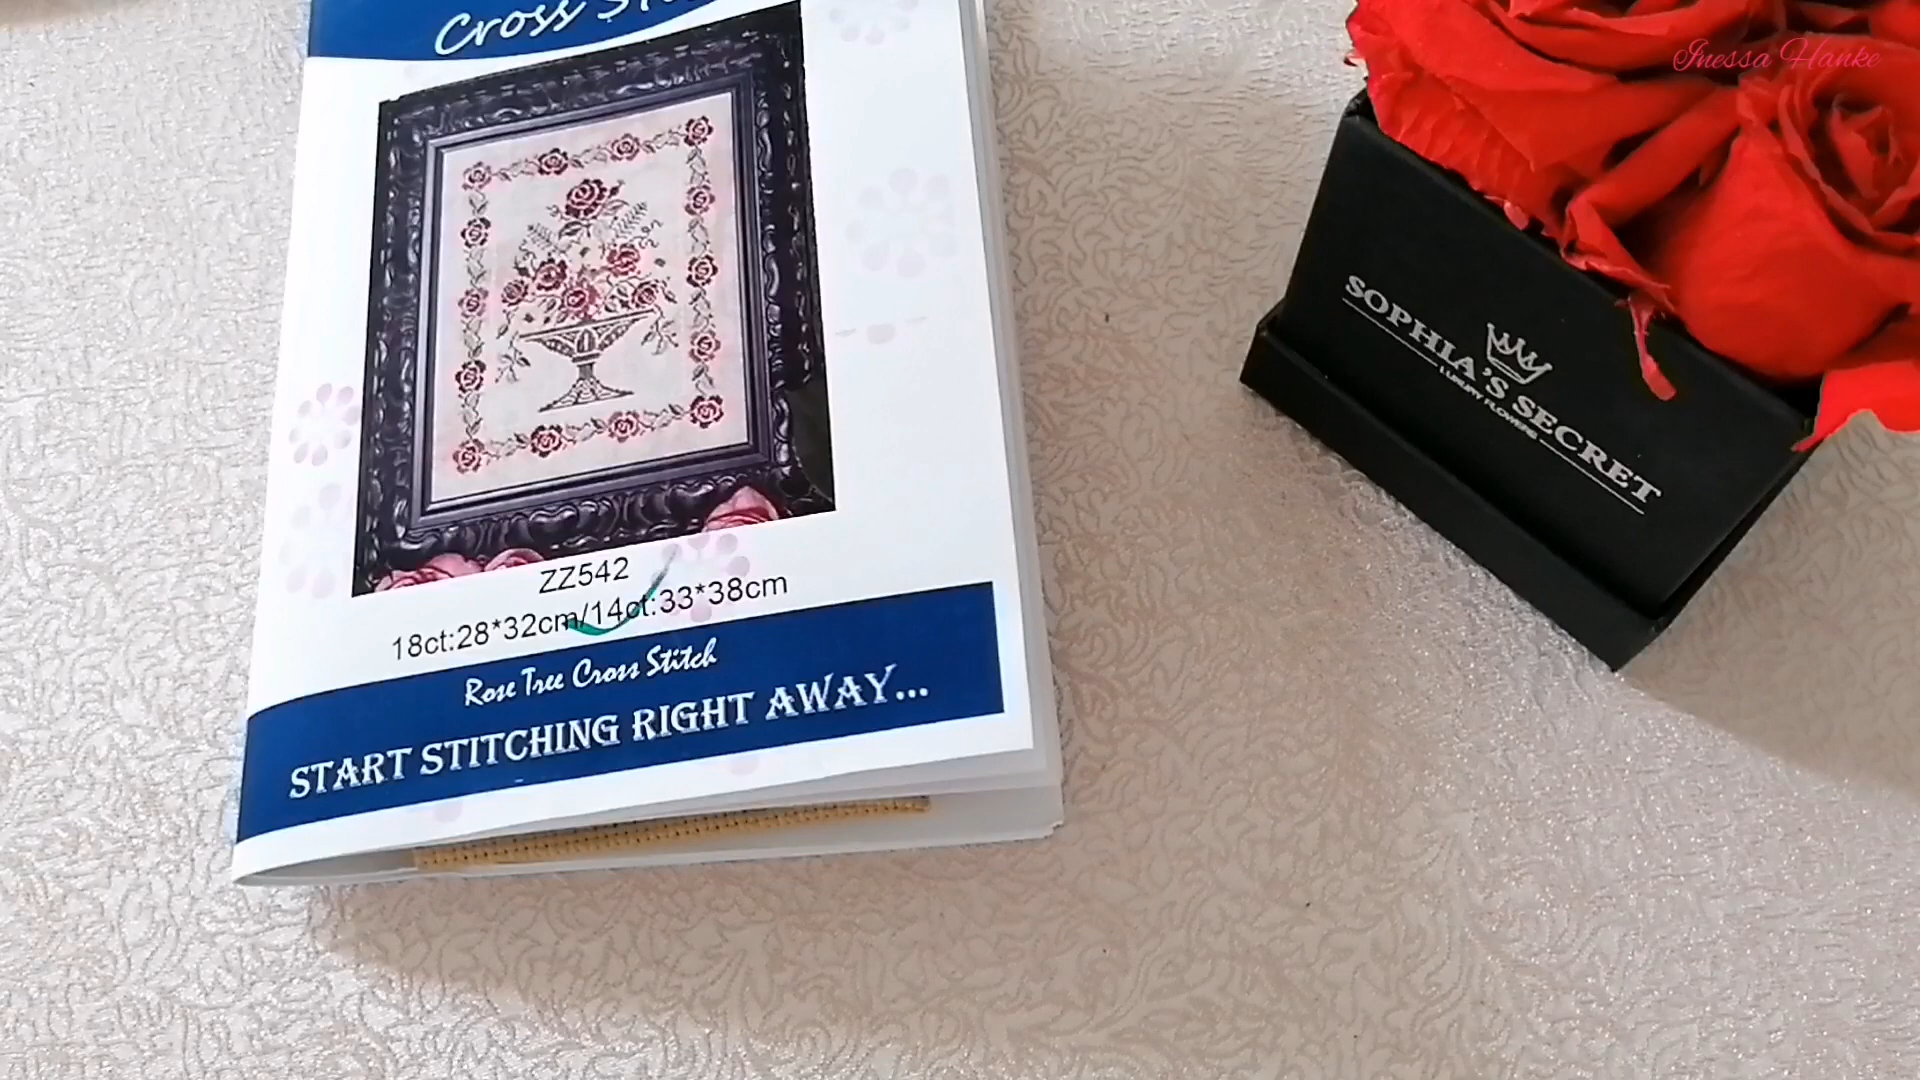 Cross
ZZ542
18ct:28*32cm/14ct:33*38cm
Rose Tree Cross Stitch
START STITCHING RIGHT AWAY...
Inessa Hanke
SOPHIA'S SECRET
LUXURY FLOWERS